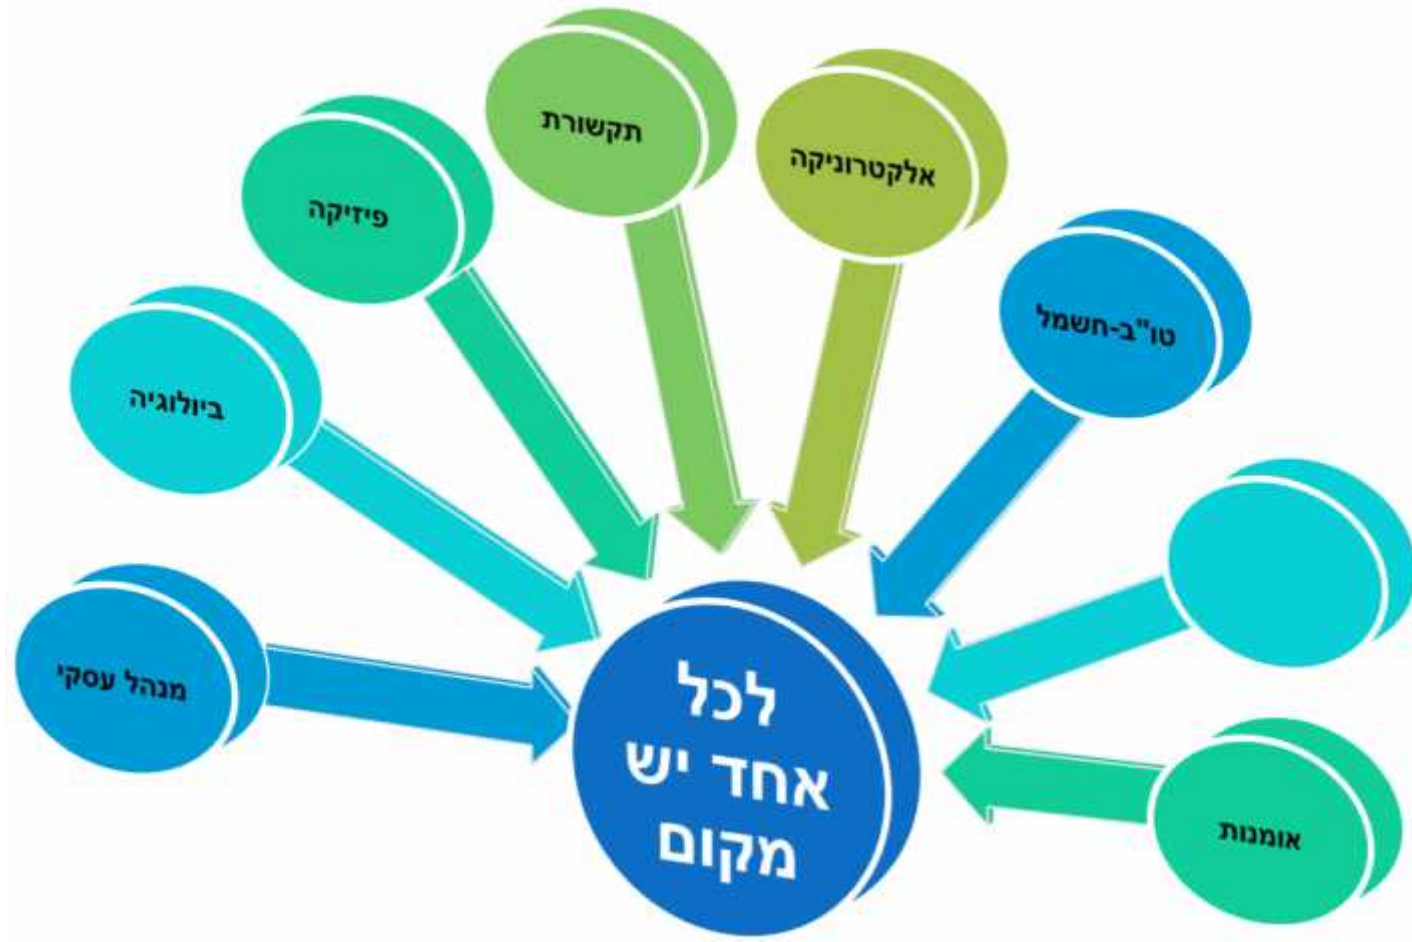 תקשורת
אלקטרוניקה
פיזיקה
טו"ב-חשמל
ביולוגיה
מנהל עסקי
אומנות
לכל
אחד יש
מקום